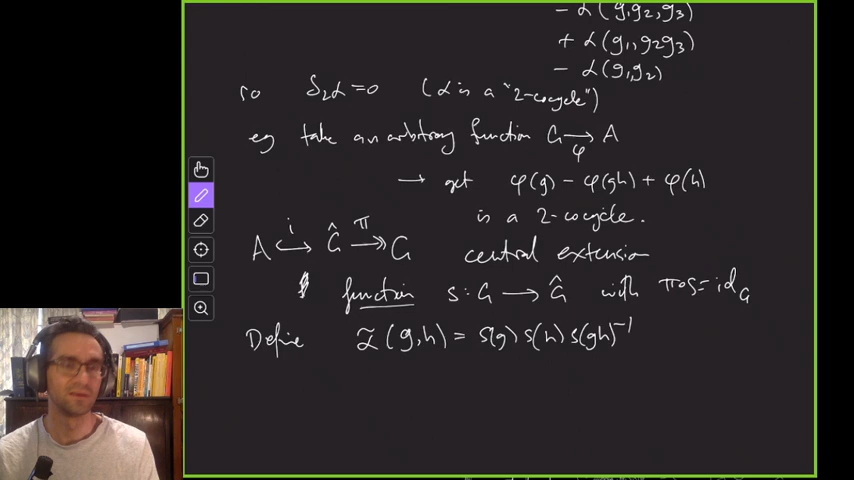 - α(g₁g₂,g₃)
+ α(g₁,g₂g₃)
- α(g₁,g₂)
so δ₂α=0 (α is a "2-cocycle")
eg take an arbitrary function G →φ A
→ get φ(g) - φ(gh) + φ(h)
is a 2-cocycle.
A ↪i Ĝ ↠π G central extension
∃ function s: G → Ĝ with π∘s = id_G
Define α̃(g,h) = s(g) s(h) s(gh)⁻¹